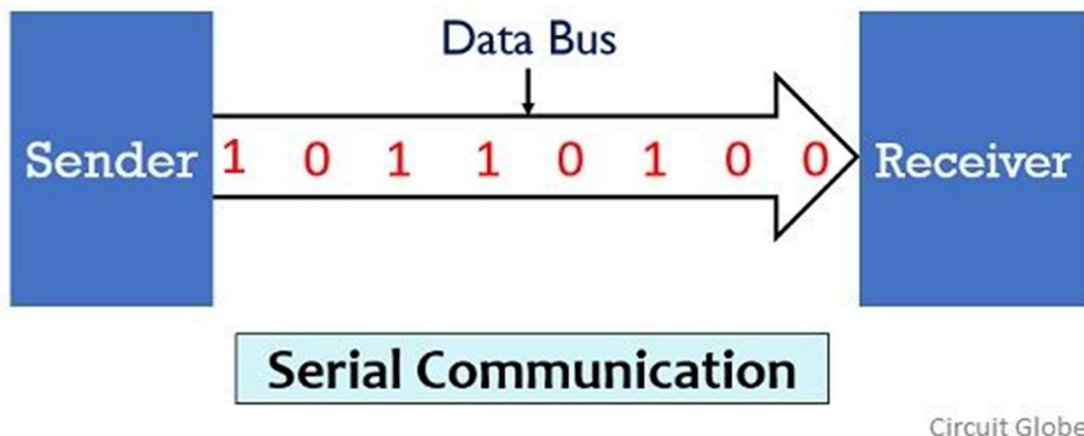 Data Bus
Sender 1 0 1 1 0 1 0 0 Receiver
Serial Communication
Circuit Globe